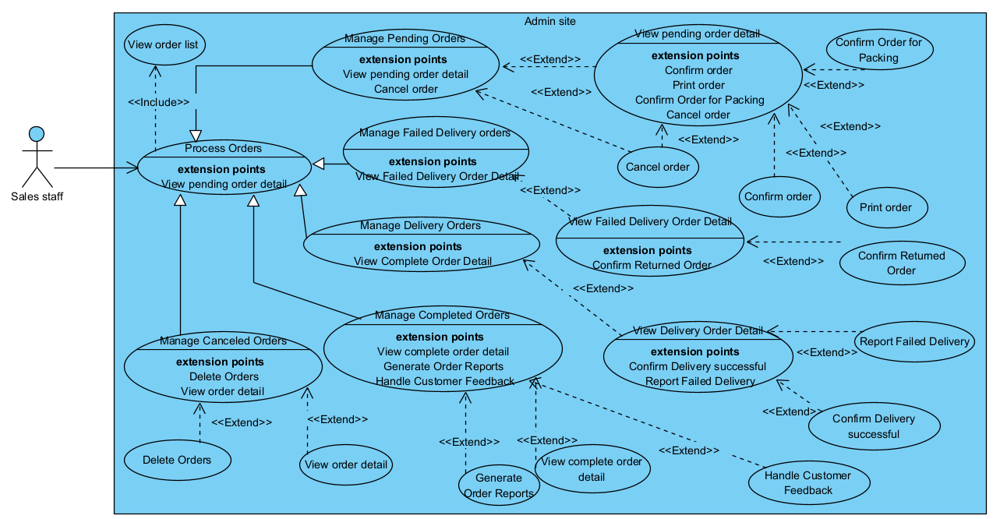 Admin site
View order list
<<Include>>
Sales staff
Process Orders
extension points
View pending order detail
Manage Pending Orders
extension points
View pending order detail
Cancel order
<<Extend>>
<<Extend>>
View pending order detail
extension points
Confirm order
Print order
Confirm Order for Packing
Cancel order
Confirm Order for
Packing
<<Extend>>
<<Extend>>
<<Extend>>
<<Extend>>
Cancel order
Confirm order
Print order
Manage Failed Delivery orders
extension points
View Failed Delivery Order Detail
<<Extend>>
View Failed Delivery Order Detail
extension points
Confirm Returned Order
<<Extend>>
Confirm Returned
Order
Manage Delivery Orders
extension points
View Complete Order Detail
<<Extend>>
View Delivery Order Detail
extension points
Confirm Delivery successful
Report Failed Delivery
Report Failed Delivery
<<Extend>>
<<Extend>>
Confirm Delivery
successful
Manage Completed Orders
extension points
View complete order detail
Generate Order Reports
Handle Customer Feedback
<<Extend>>
<<Extend>>
<<Extend>>
Generate
Order Reports
View complete order
detail
Handle Customer
Feedback
Manage Canceled Orders
extension points
Delete Orders
View order detail
<<Extend>>
<<Extend>>
Delete Orders
View order detail